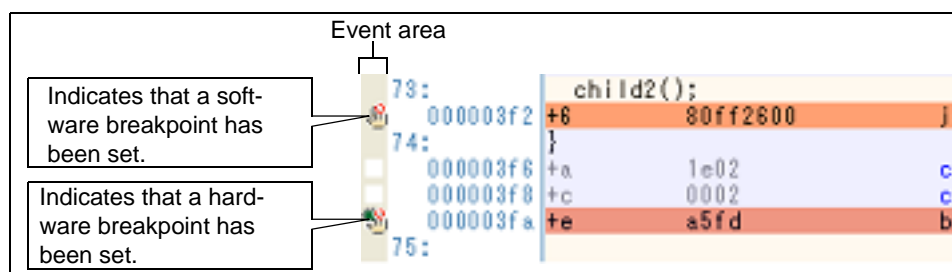 Event area
Indicates that a soft-
ware breakpoint has
been set.
Indicates that a hard-
ware breakpoint has
been set.
73: child2();
000003f2 +6 80ff2600 j
74: }
000003f6 +a 1e02 c
000003f8 +c 0002 c
000003fa +e a5fd b
75: